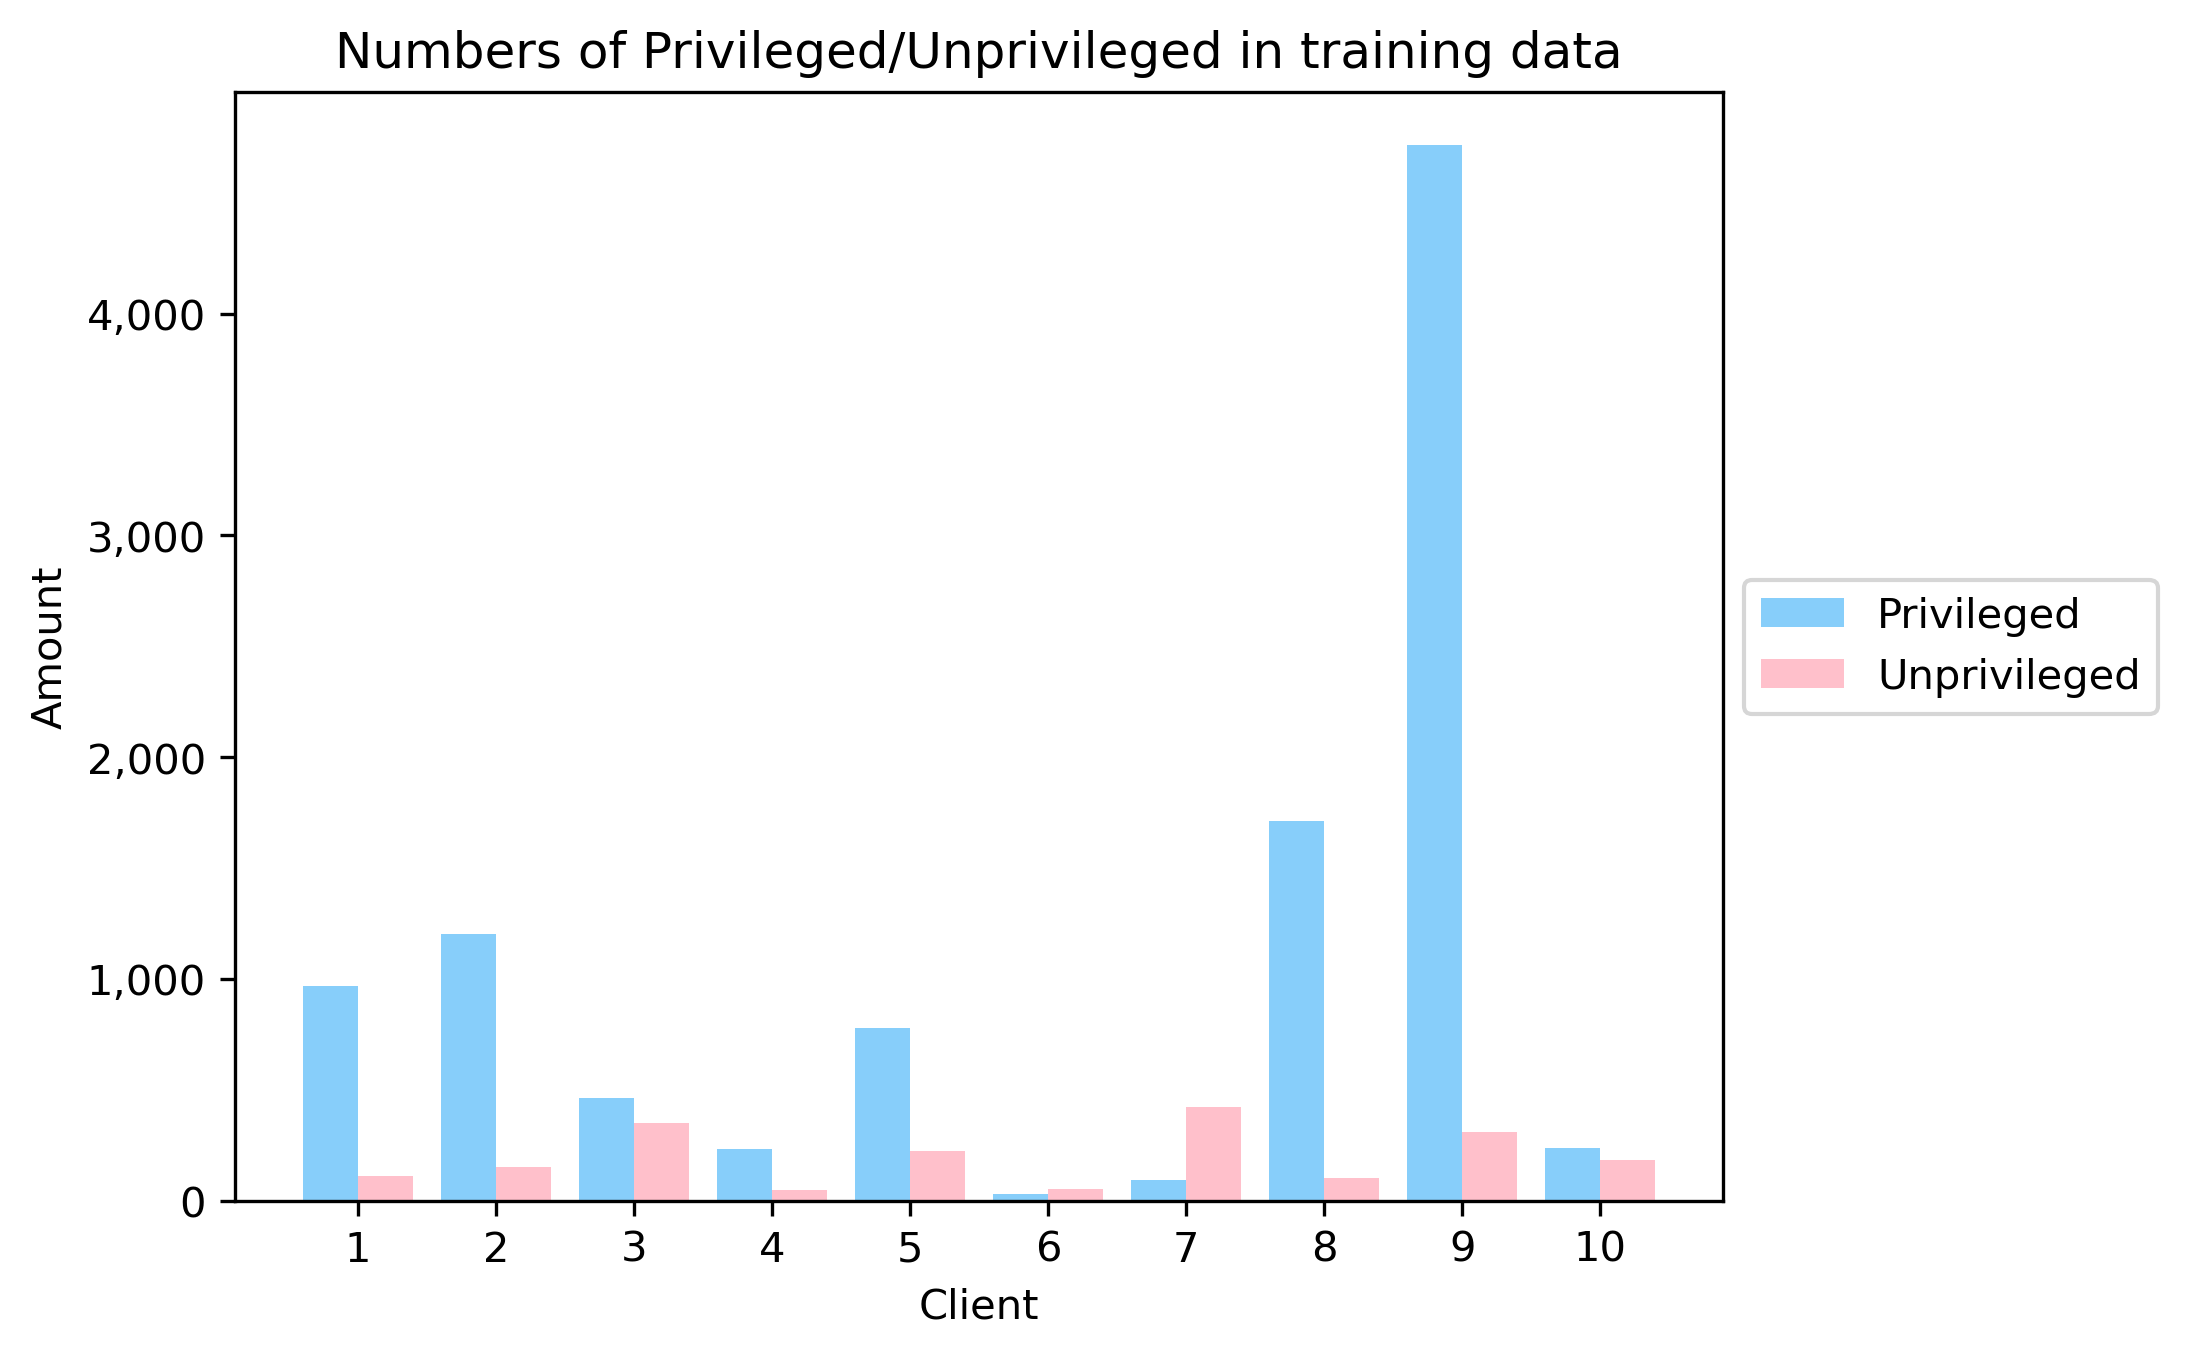 Numbers of Privileged/Unprivileged in training data
4,000
3,000
2,000
1,000
0
Amount
1 2 3 4 5 6 7 8 9 10
Client
Privileged
Unprivileged